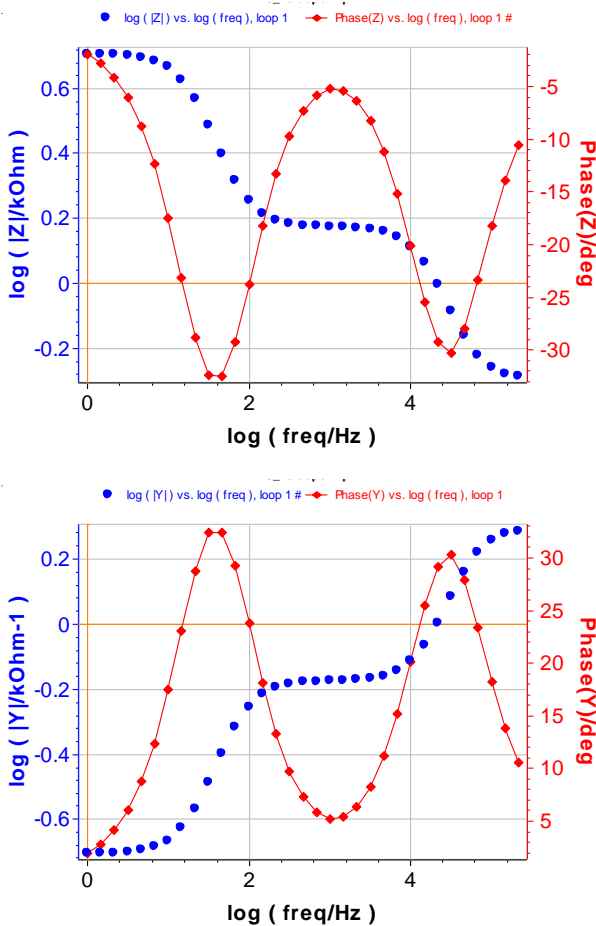 log ( |Z|) vs. log ( freq ), loop 1 Phase(Z) vs. log ( freq ), loop 1 #
log ( |Z|/kOhm )
0.6
0.4
0.2
0
-0.2
-5
-10
-15
-20
-25
-30
Phase(Z)/deg
0 2 4
log ( freq/Hz )
log ( |Y|) vs. log ( freq ), loop 1 # Phase(Y) vs. log ( freq ), loop 1
log ( |Y|/kOhm-1 )
0.2
0
-0.2
-0.4
-0.6
30
25
20
15
10
5
Phase(Y)/deg
0 2 4
log ( freq/Hz )